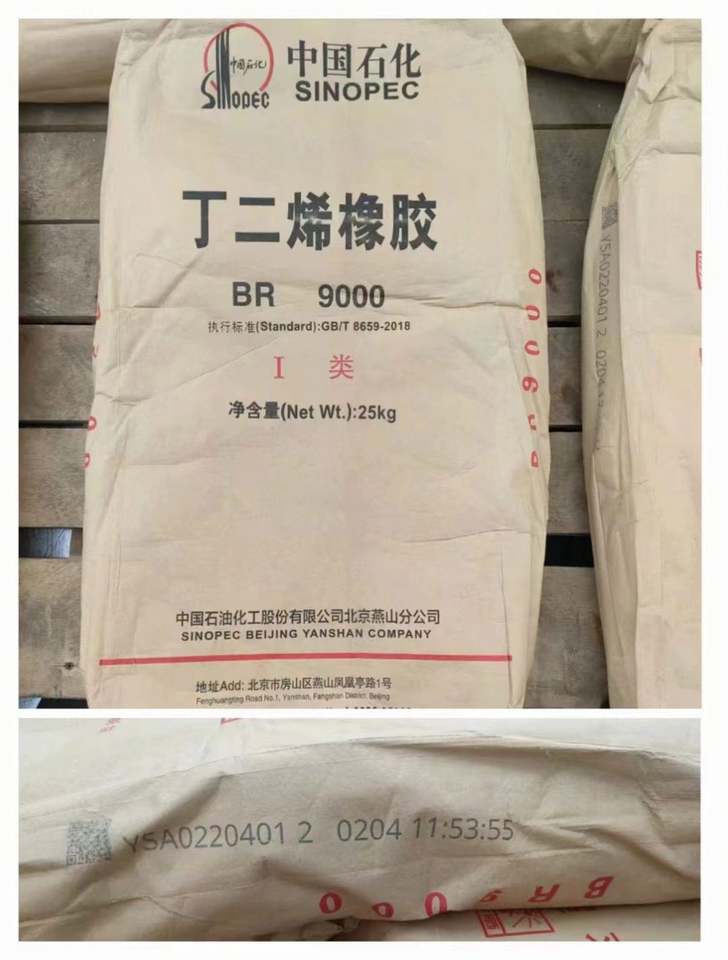 中国石化
SINOPEC
中国石化
SINOPEC
丁二烯橡胶
BR 9000
执行标准(Standard):GB/T 8659-2018
I 类
净含量(Net Wt.):25kg
中国石油化工股份有限公司北京燕山分公司
SINOPEC BEIJING YANSHAN COMPANY
地址Add: 北京市房山区燕山凤凰亭路1号
Fenghuangting Road No.1, Yanshan, Fangshan District. Beijing
BR9000
YSA0220401 2 0204
YSA0220401 2 0204 11:53:55
BR9000